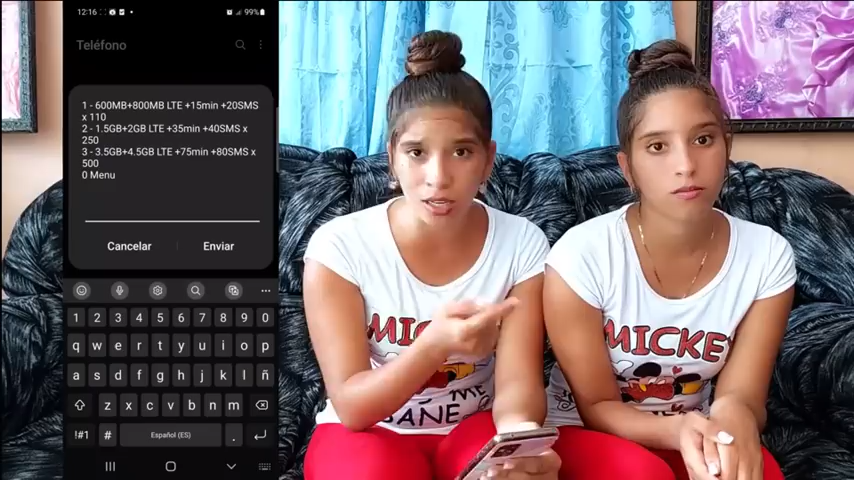 12:16
99%
Teléfono
1 - 600MB+800MB LTE +15min +20SMS
x 110
2 - 1.5GB+2GB LTE +35min +40SMS x
250
3 - 3.5GB+4.5GB LTE +75min +80SMS x
500
0 Menu
Cancelar
Enviar
1 2 3 4 5 6 7 8 9 0
q w e r t y u i o p
a s d f g h j k l ñ
z x c v b n m
!#1 # Español (ES) .
MICKEY